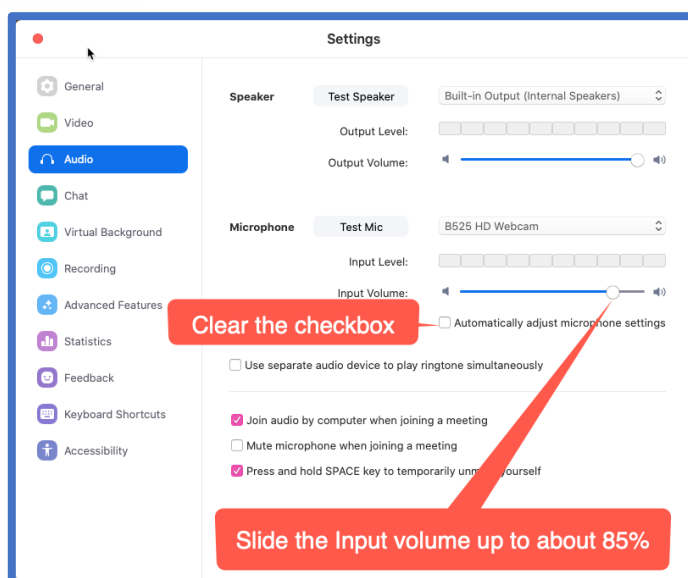 Settings
General
Video
Audio
Chat
Virtual Background
Recording
Advanced Features
Statistics
Feedback
Keyboard Shortcuts
Accessibility
Speaker Test Speaker Built-in Output (Internal Speakers)
Output Level:
Output Volume:
Microphone Test Mic B525 HD Webcam
Input Level:
Input Volume:
Clear the checkbox
Automatically adjust microphone settings
Use separate audio device to play ringtone simultaneously
Join audio by computer when joining a meeting
Mute microphone when joining a meeting
Press and hold SPACE key to temporarily yourself
Slide the Input volume up to about 85%